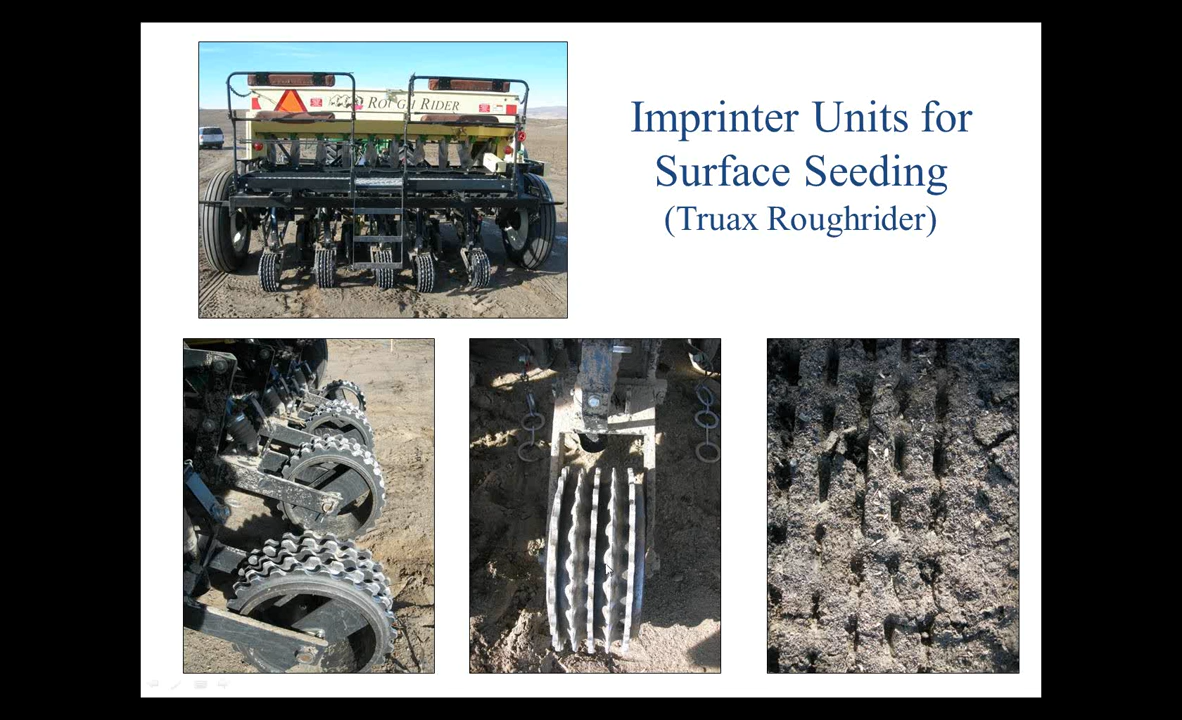 ROUGH RIDER
Imprinter Units for
Surface Seeding
(Truax Roughrider)